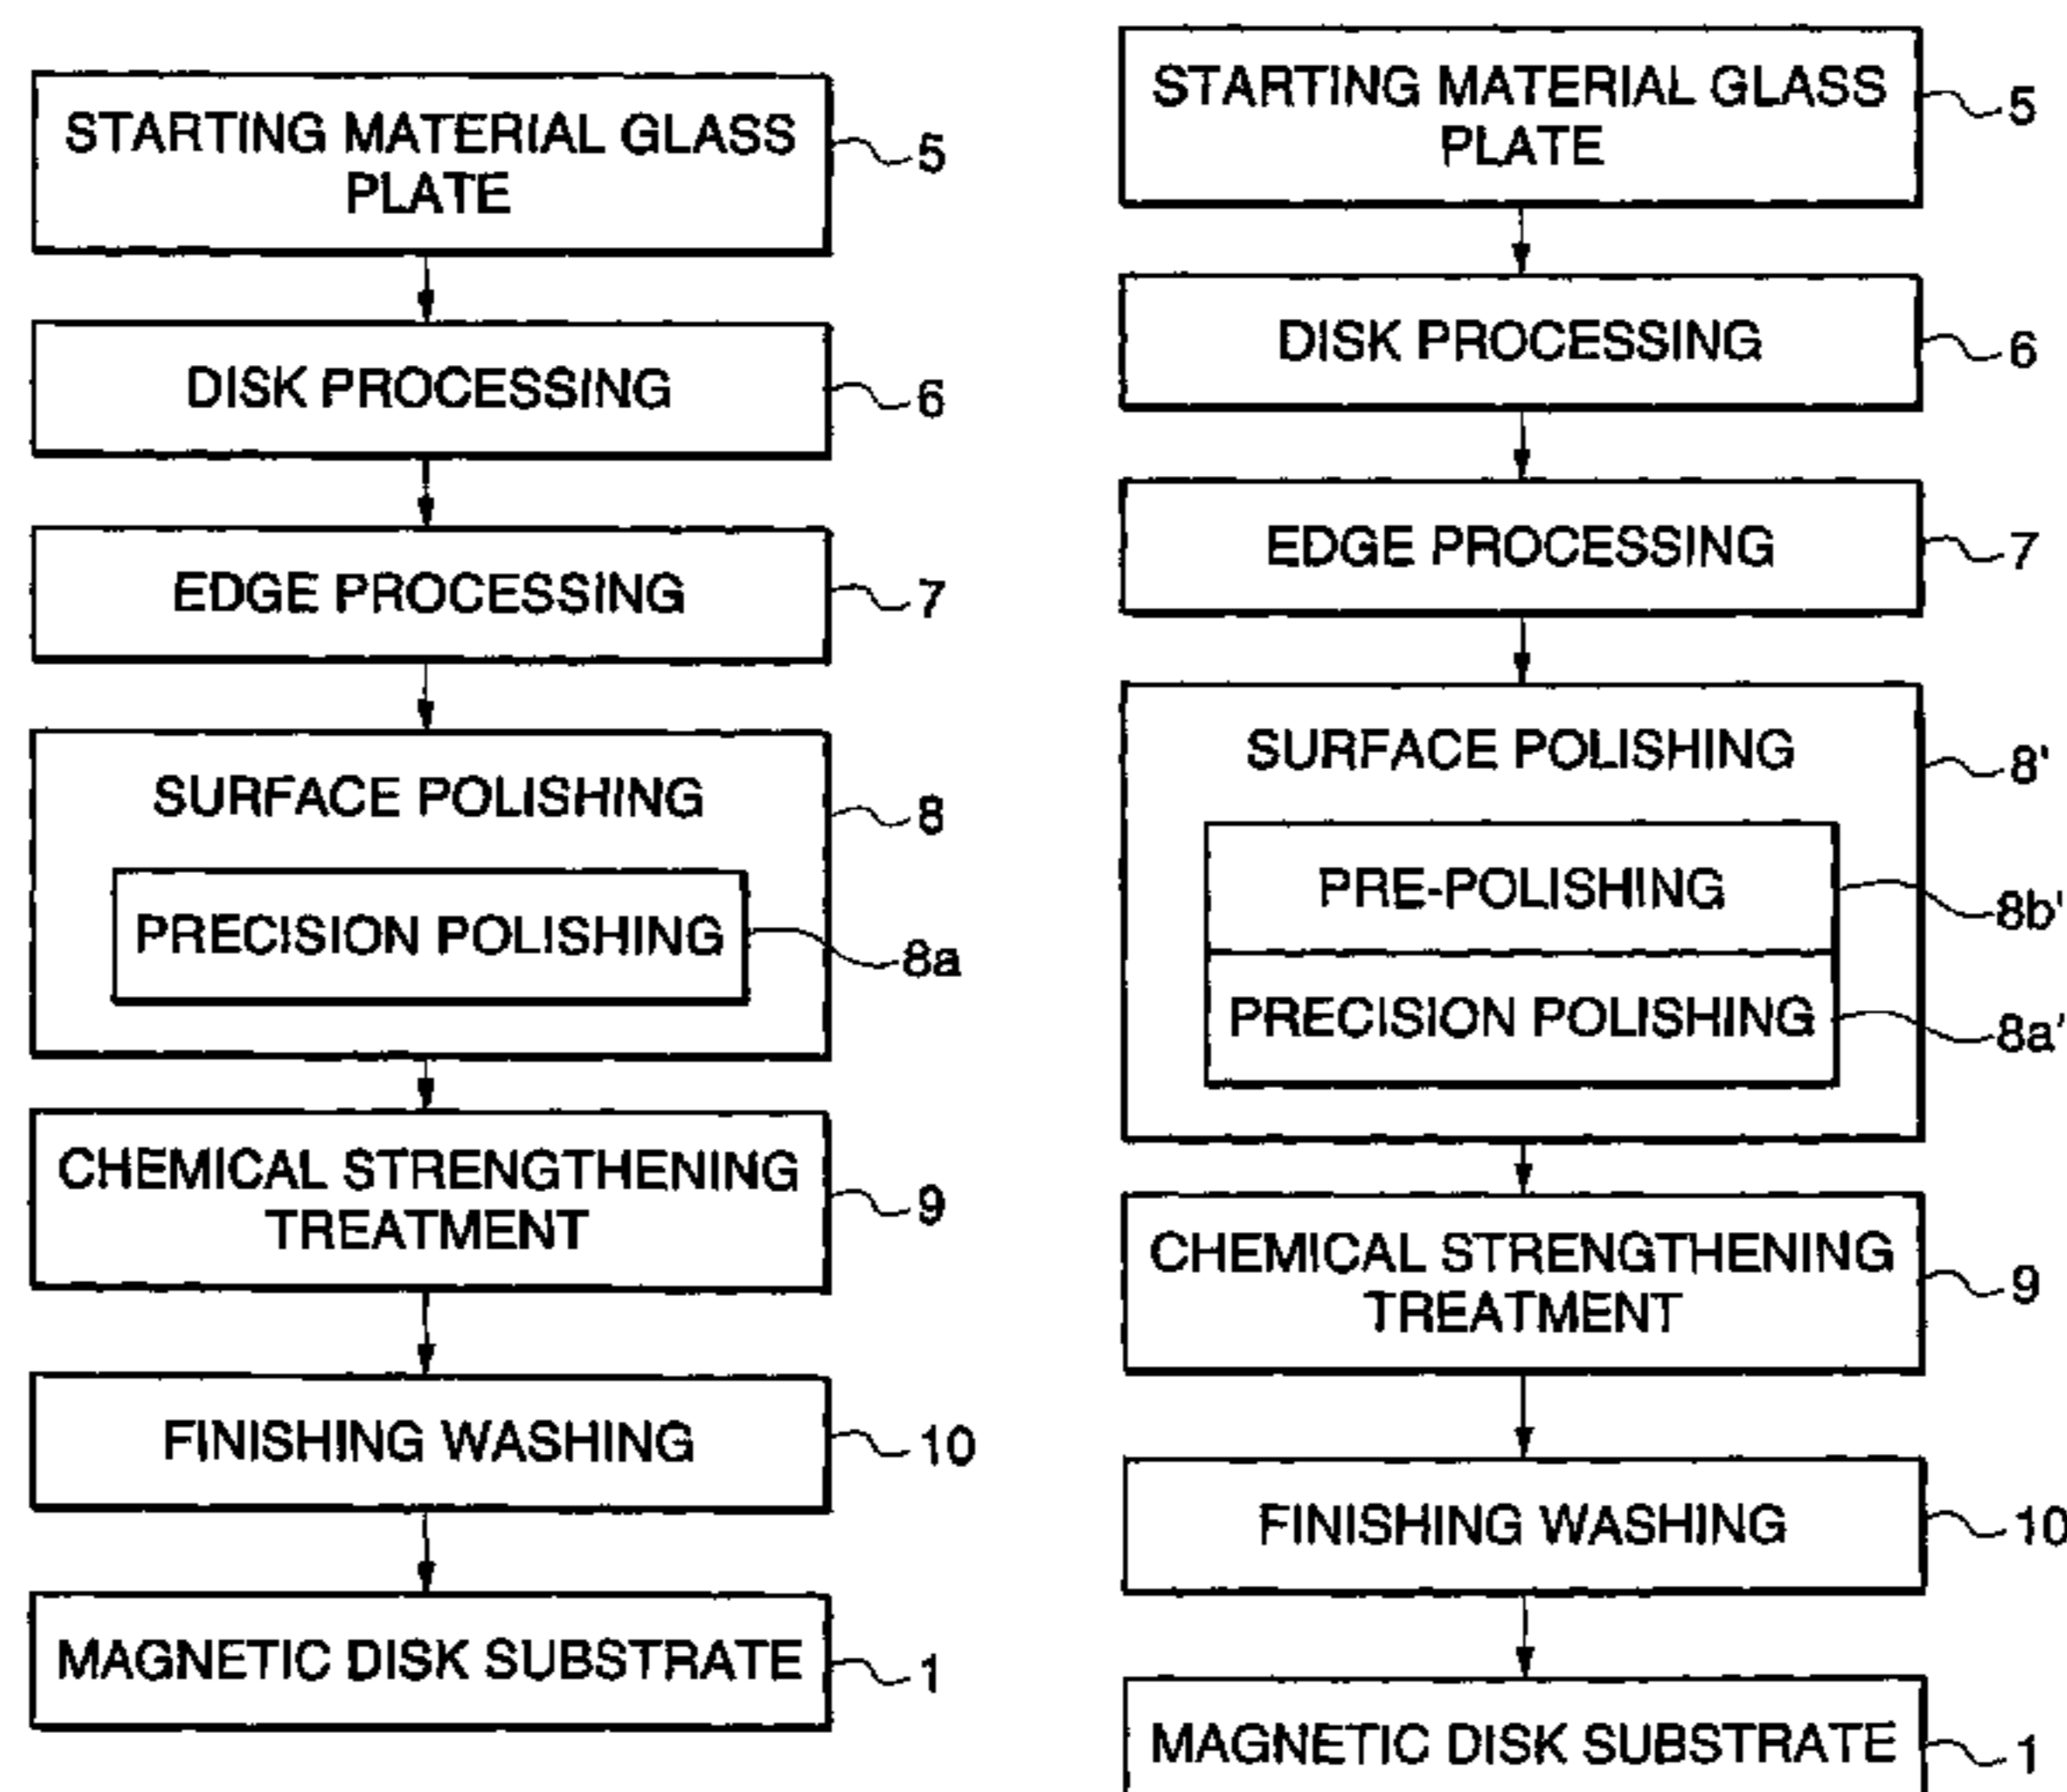 STARTING MATERIAL GLASS
PLATE
5
DISK PROCESSING
6
EDGE PROCESSING
7
SURFACE POLISHING
8
PRECISION POLISHING
8a
CHEMICAL STRENGTHENING
TREATMENT
9
FINISHING WASHING
10
MAGNETIC DISK SUBSTRATE
1
STARTING MATERIAL GLASS
PLATE
5
DISK PROCESSING
6
EDGE PROCESSING
7
SURFACE POLISHING
8'
PRE-POLISHING
8b'
PRECISION POLISHING
8a'
CHEMICAL STRENGTHENING
TREATMENT
9
FINISHING WASHING
10
MAGNETIC DISK SUBSTRATE
1